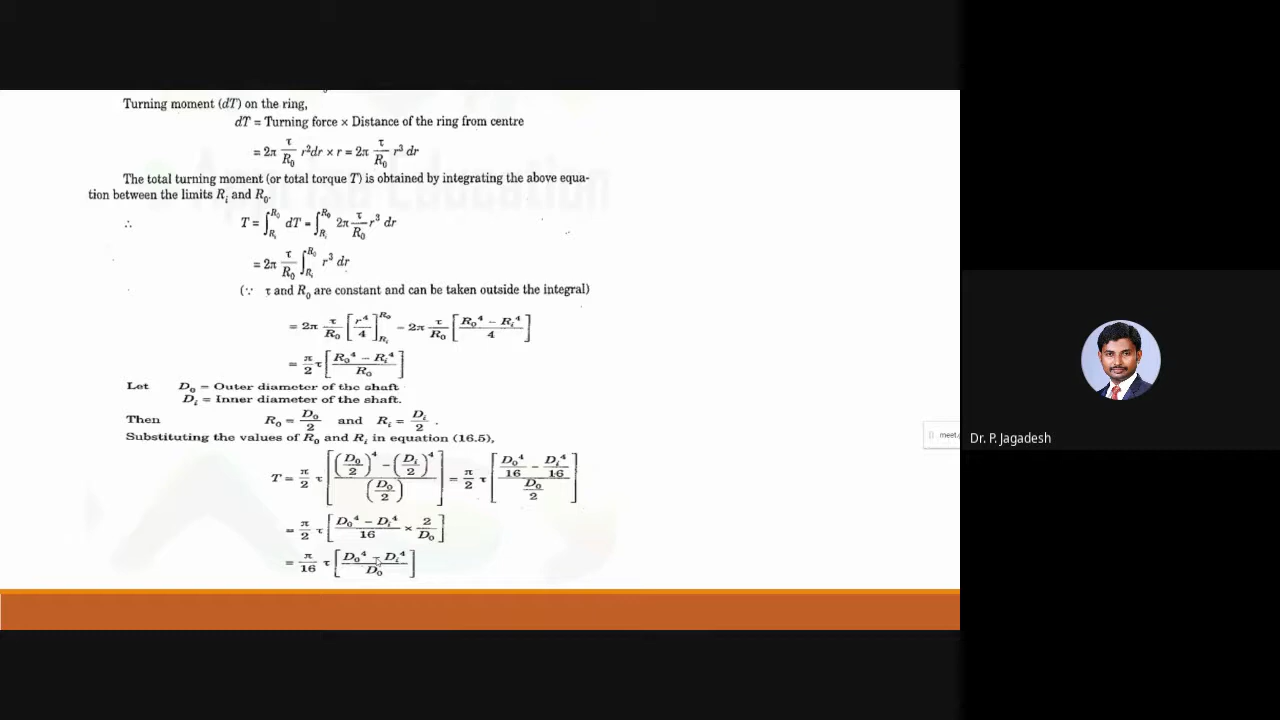 Turning moment (dT) on the ring,
dT = Turning force × Distance of the ring from centre
= 2π τ/R₀ r²dr × r = 2π τ/R₀ r³ dr
The total turning moment (or total torque T) is obtained by integrating the above equa-
tion between the limits Rᵢ and R₀.
∴ T = ∫_{Rᵢ}^{R₀} dT = ∫_{Rᵢ}^{R₀} 2π τ/R₀ r³ dr
= 2π τ/R₀ ∫_{Rᵢ}^{R₀} r³ dr
(∵ τ and R₀ are constant and can be taken outside the integral)
= 2π τ/R₀ [r⁴/4]_{Rᵢ}^{R₀} = 2π τ/R₀ [(R₀⁴ − Rᵢ⁴)/4]
= π/2 τ [(R₀⁴ − Rᵢ⁴)/R₀]
Let D₀ = Outer diameter of the shaft
Dᵢ = Inner diameter of the shaft.
Then R₀ = D₀/2 and Rᵢ = Dᵢ/2 .
Substituting the values of R₀ and Rᵢ in equation (16.5),
T = π/2 τ [((D₀/2)⁴ − (Dᵢ/2)⁴)/(D₀/2)] = π/2 τ [(D₀⁴/16 − Dᵢ⁴/16)/(D₀/2)]
= π/2 τ [(D₀⁴ − Dᵢ⁴)/16 × 2/D₀]
= π/16 τ [(D₀⁴ − Dᵢ⁴)/D₀]
meet.
Dr. P. Jagadesh